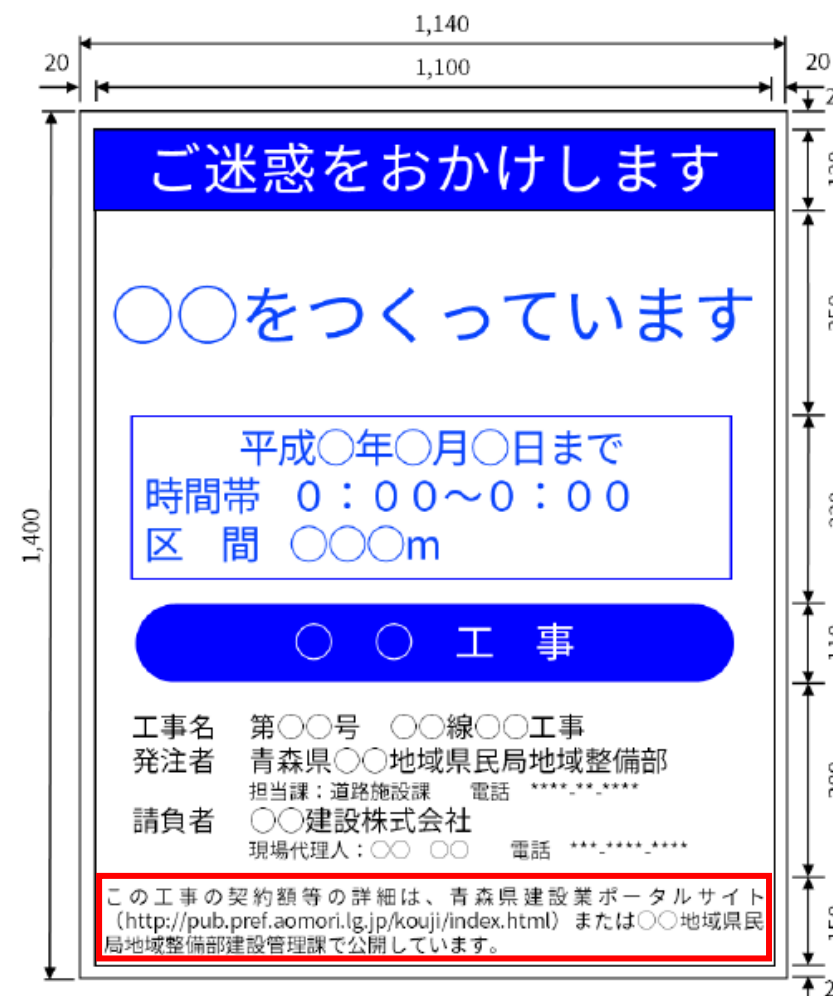 1,140
20
1,100
20
ご迷惑をおかけします
○○をつくっています
平成○年○月○日まで
時間帯　０：００～０：００
区　間　○○○m
1,400
○　○　工　事
工事名　第○○号　○○線○○工事
発注者　青森県○○地域県民局地域整備部
担当課：道路施設課　　電話　****-**-****
請負者　○○建設株式会社
現場代理人：○○　○○　　電話　***-****-****
この工事の契約額等の詳細は、青森県建設業ポータルサイト
（http://pub.pref.aomori.lg.jp/kouji/index.html）または○○地域県民
局地域整備部建設管理課で公開しています。